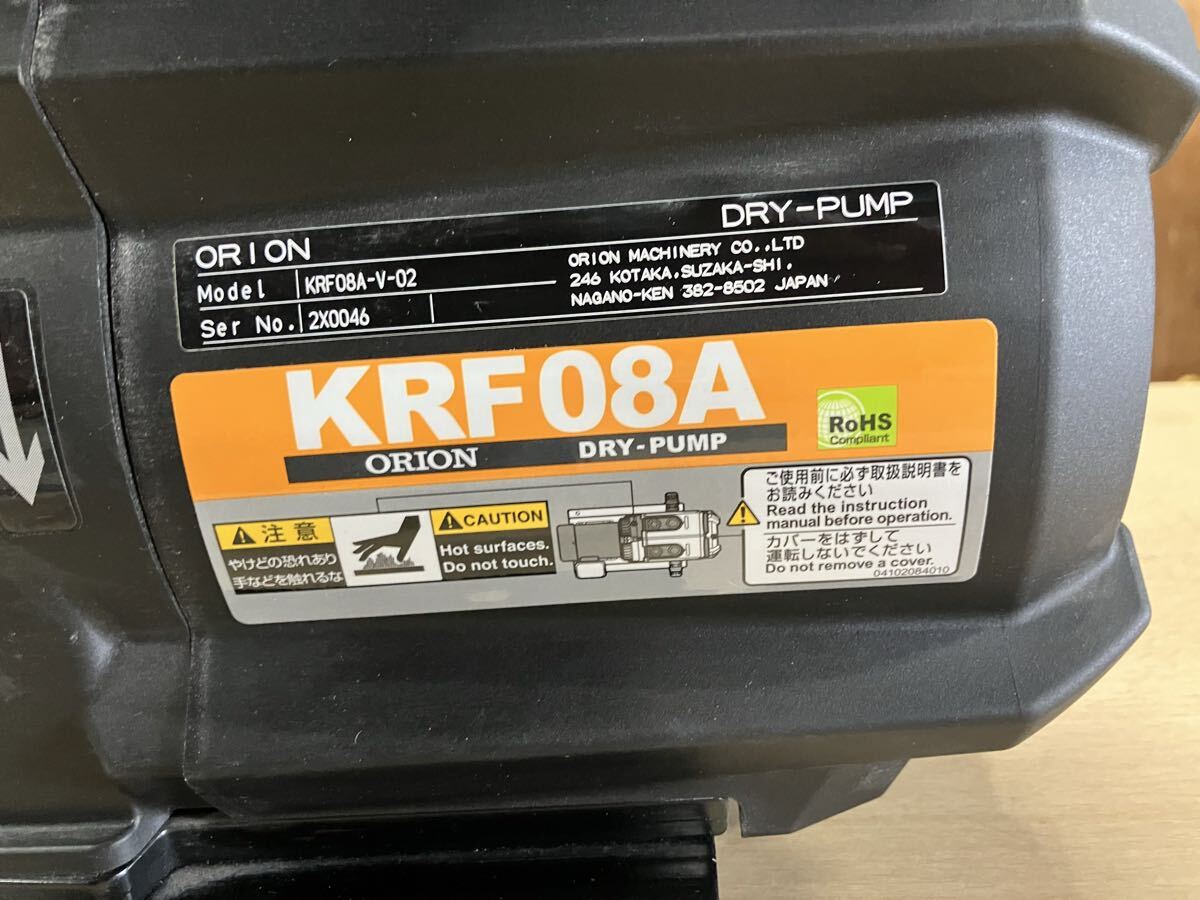 ORION
DRY-PUMP
Model KRF08A-V-02
Ser No. 2X0046
ORION MACHINERY CO.,LTD
246 KOTAKA.SUZAKA-SHI.
NAGANO-KEN 382-8502 JAPAN
KRF08A
ORION DRY-PUMP
RoHS
Compliant
注意
やけどの恐れあり
手などを触れるな
CAUTION
Hot surfaces.
Do not touch.
ご使用前に必ず取扱説明書を
お読みください
Read the instruction
manual before operation.
カバーをはずして
運転しないでください
Do not remove a cover.
04102084010